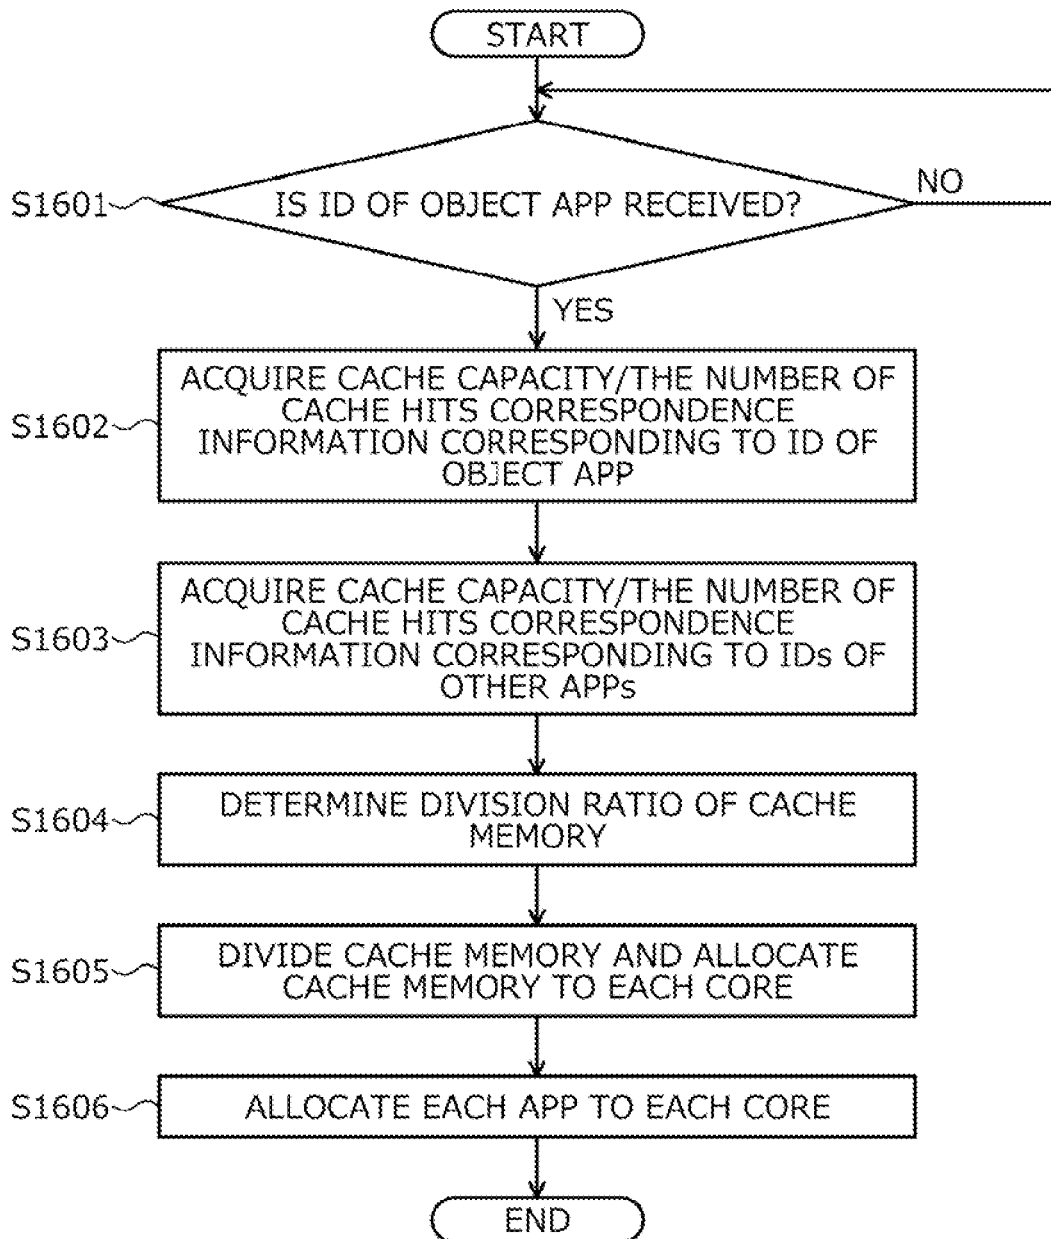 START
S1601
IS ID OF OBJECT APP RECEIVED?
NO
YES
S1602
ACQUIRE CACHE CAPACITY/THE NUMBER OF
CACHE HITS CORRESPONDENCE
INFORMATION CORRESPONDING TO ID OF
OBJECT APP
S1603
ACQUIRE CACHE CAPACITY/THE NUMBER OF
CACHE HITS CORRESPONDENCE
INFORMATION CORRESPONDING TO IDs OF
OTHER APPs
S1604
DETERMINE DIVISION RATIO OF CACHE
MEMORY
S1605
DIVIDE CACHE MEMORY AND ALLOCATE
CACHE MEMORY TO EACH CORE
S1606
ALLOCATE EACH APP TO EACH CORE
END